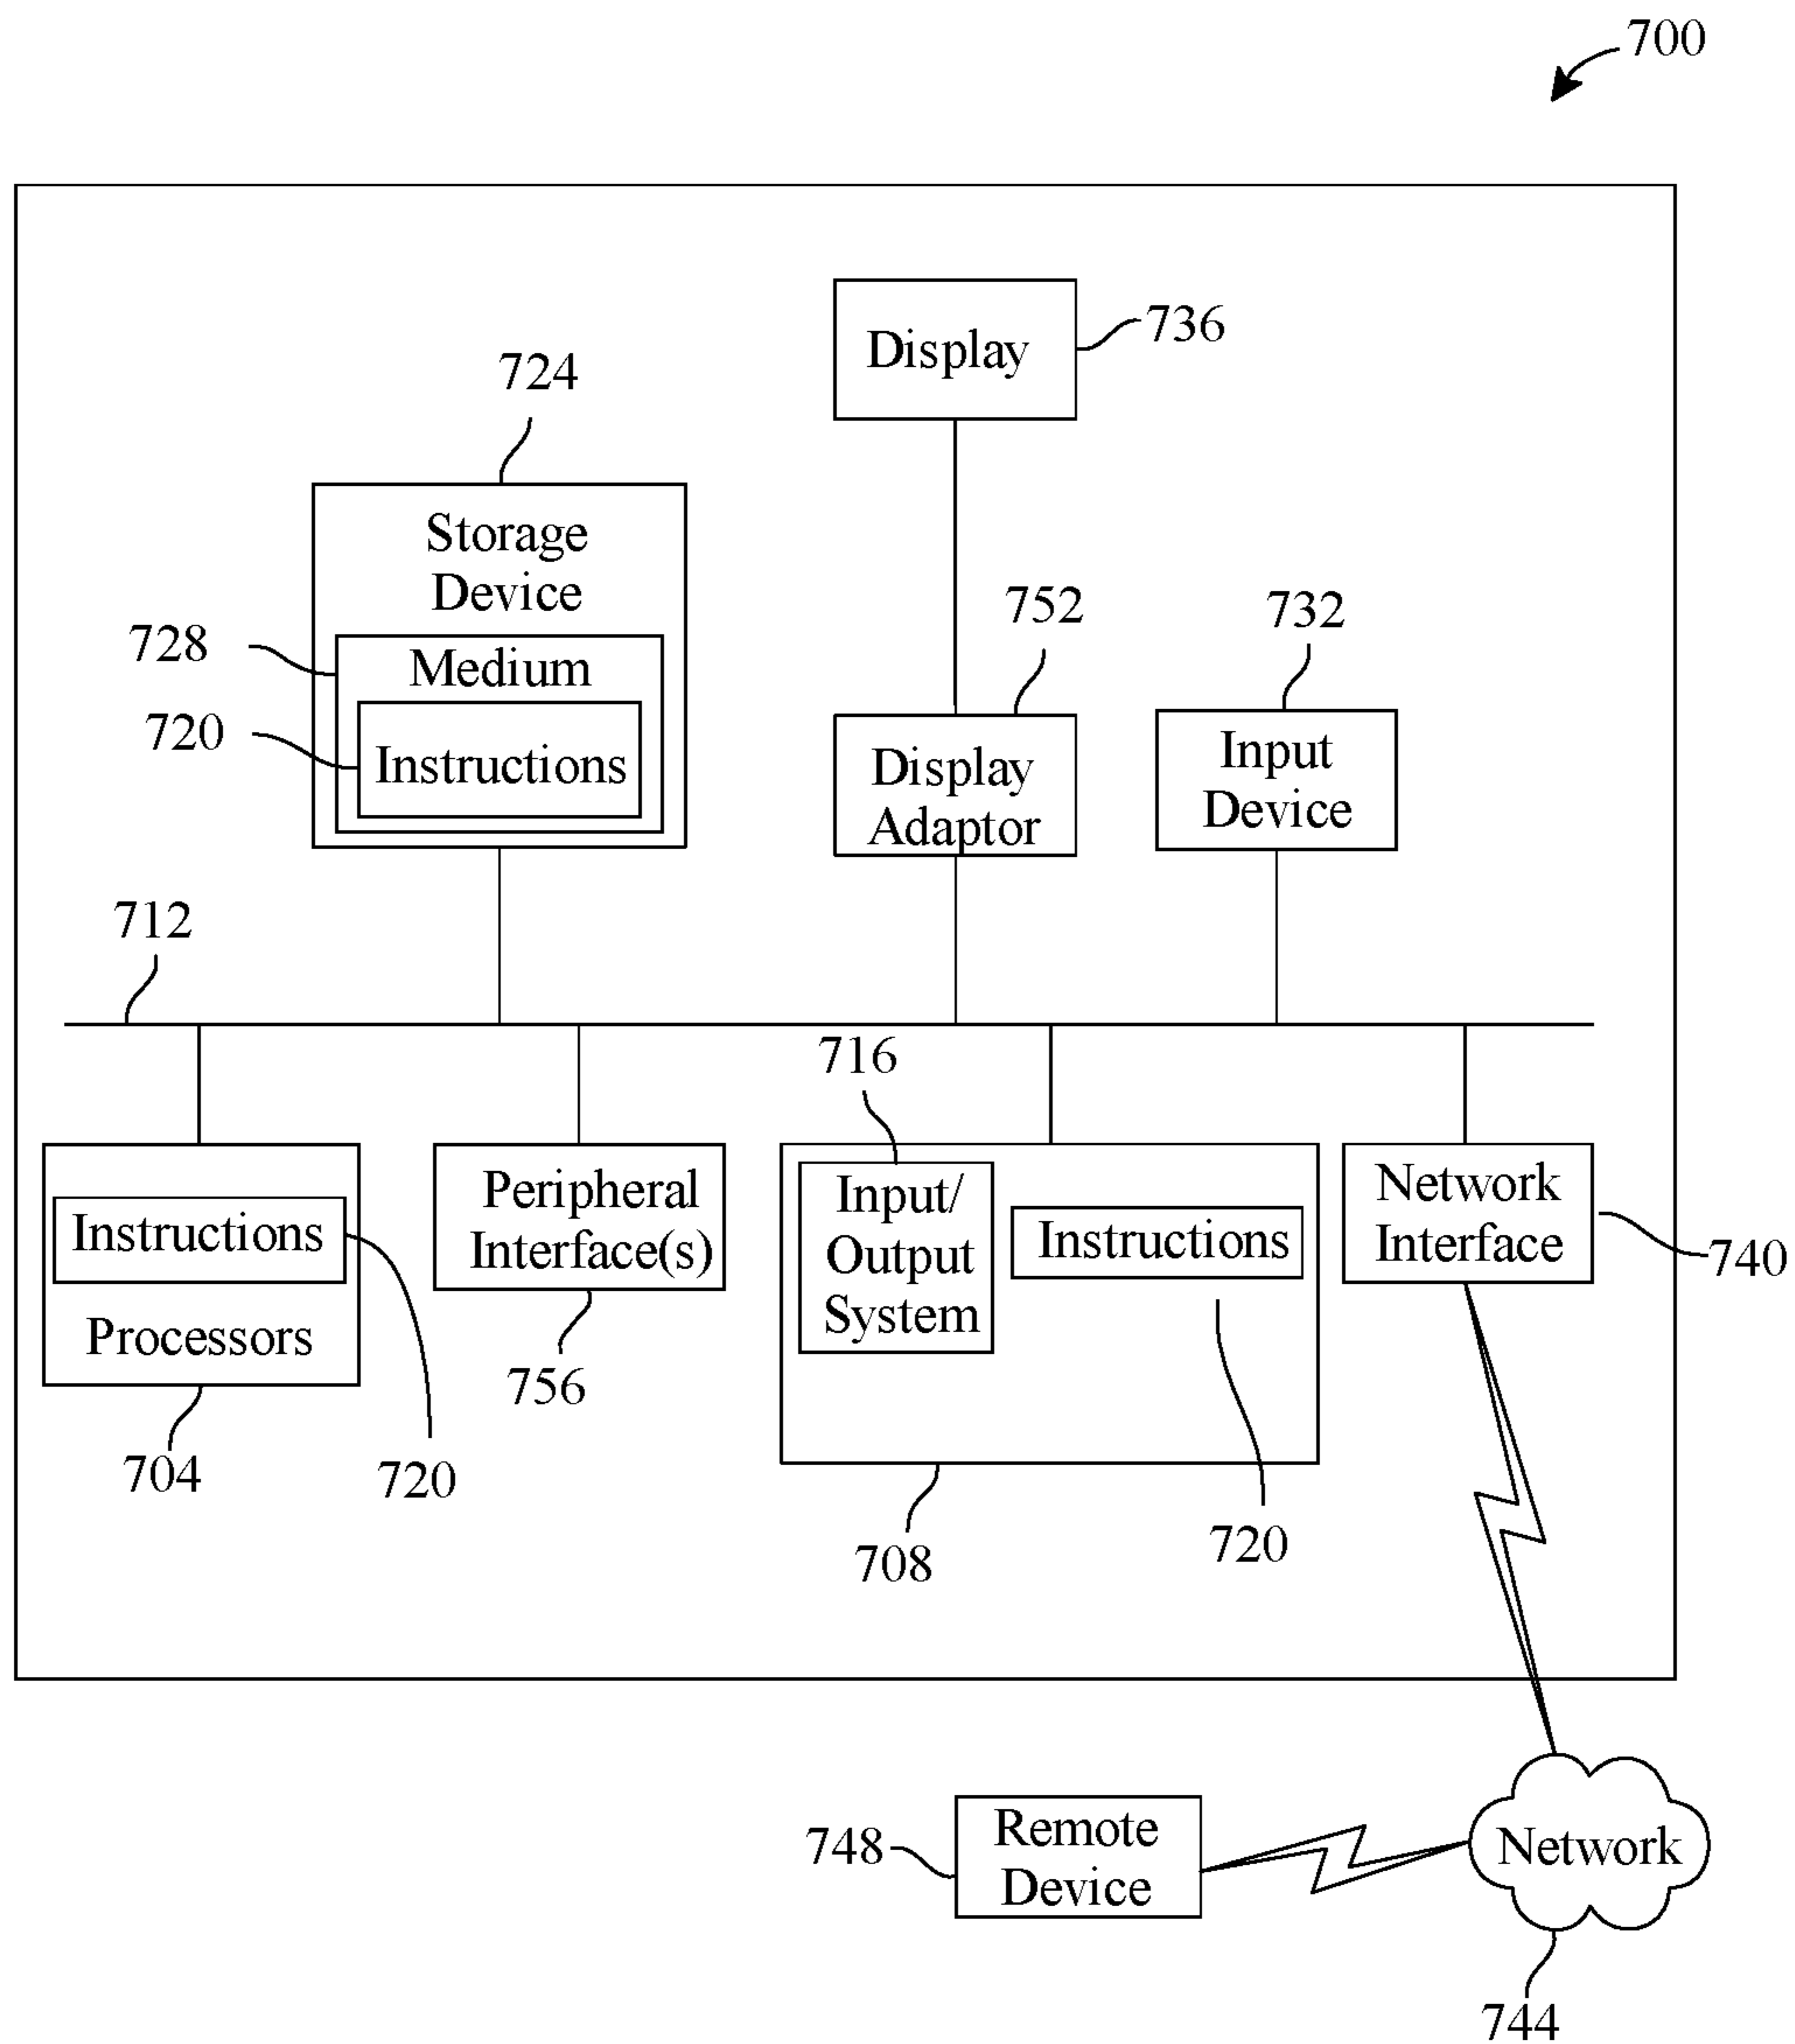 700
Display
736
724
Storage
Device
728
Medium
720
Instructions
752
Display
Adaptor
732
Input
Device
712
716
Instructions
Processors
704
720
Peripheral
Interface(s)
756
Input/
Output
System
Instructions
708
720
Network
Interface
740
748
Remote
Device
Network
744